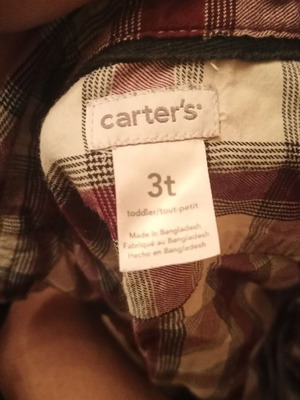 carter's®
3t
toddler/tout-petit
Made in Bangladesh
Fabriqué au Bangladesh
Hecho en Bangladesh